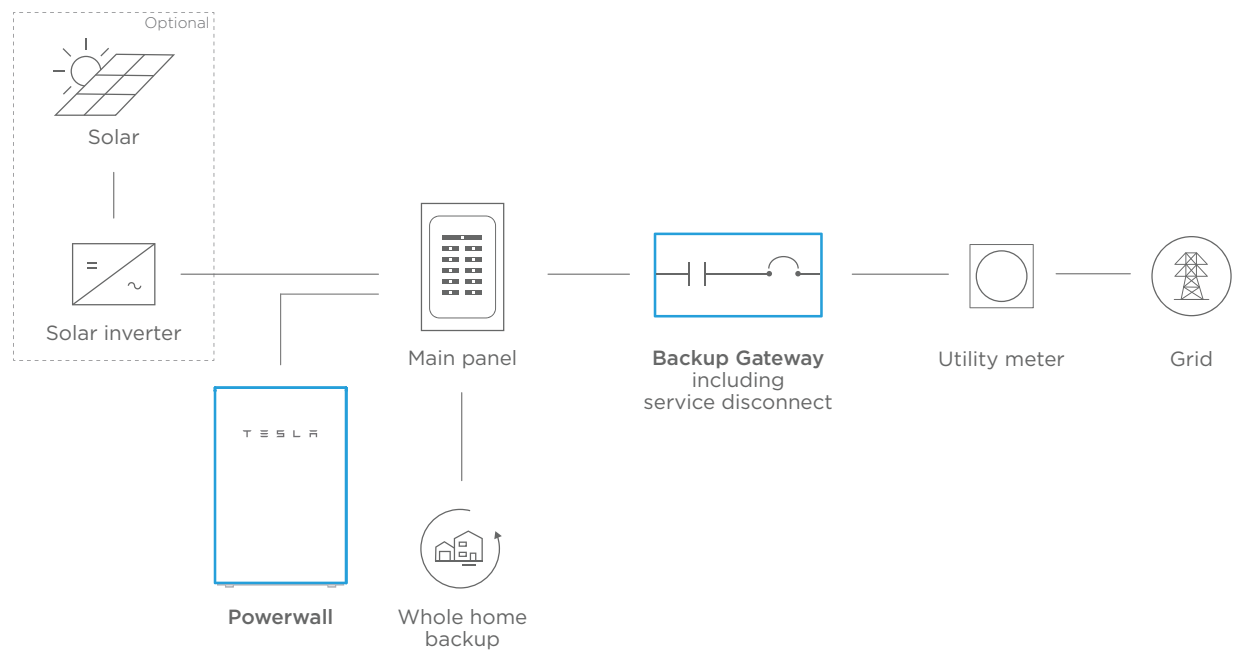 Optional
Solar
Solar inverter
TESLA
Powerwall
Main panel
Whole home
backup
Backup Gateway
including
service disconnect
Utility meter
Grid